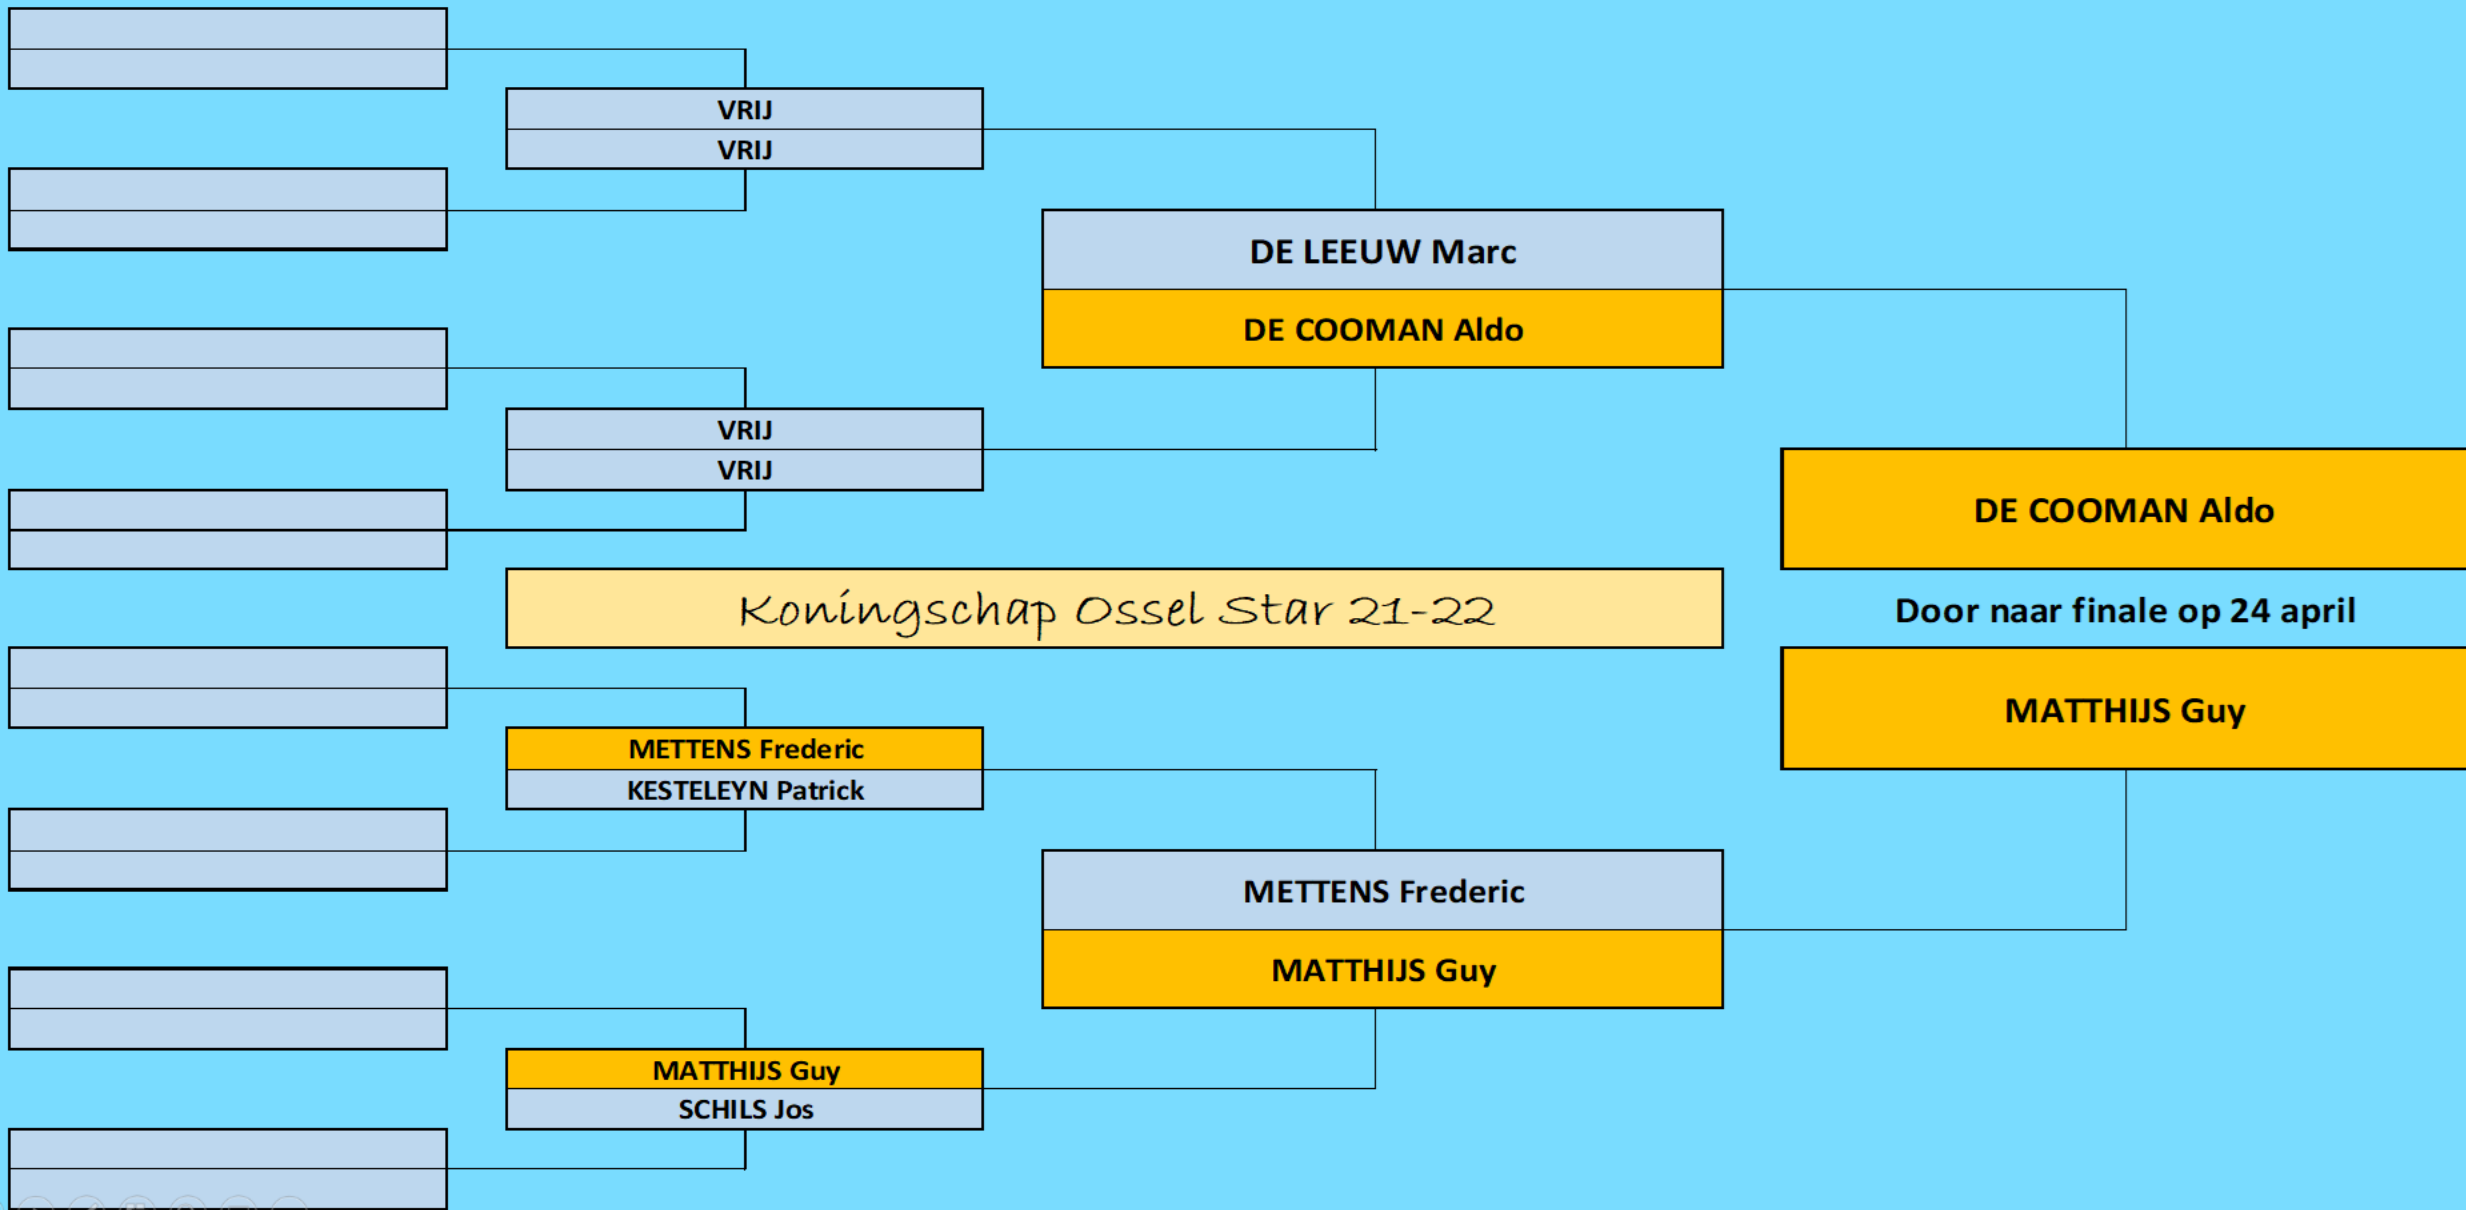 VRIJ
VRIJ
DE LEEUW Marc
DE COOMAN Aldo
VRIJ
VRIJ
DE COOMAN Aldo
Koningschap Ossel Star 21-22
Door naar finale op 24 april
MATTHIJS Guy
METTENS Frederic
KESTELEYN Patrick
METTENS Frederic
MATTHIJS Guy
MATTHIJS Guy
SCHILS Jos